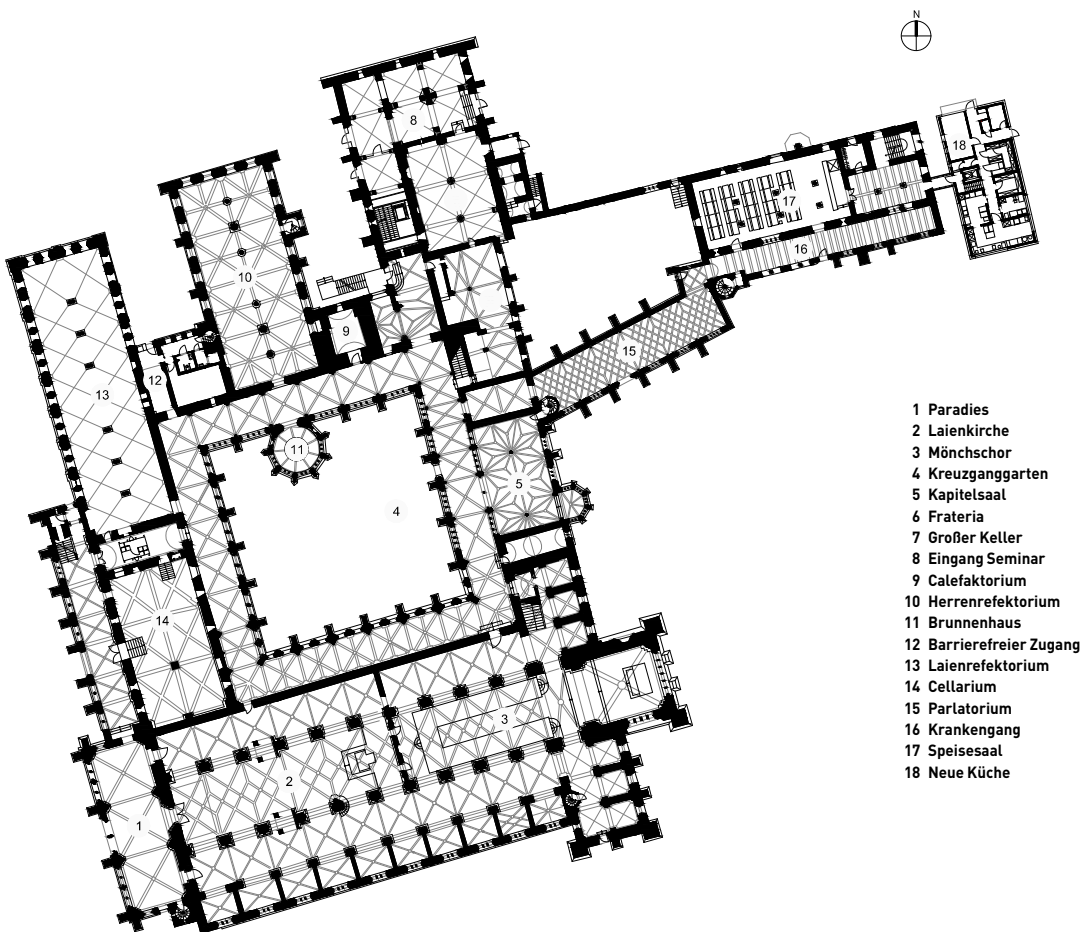 N
8
18
17
10
16
9
15
12
13
11
5
4
14
3
2
1
1 Paradies
2 Laienkirche
3 Mönchschor
4 Kreuzganggarten
5 Kapitelsaal
6 Frateria
7 Großer Keller
8 Eingang Seminar
9 Calefaktorium
10 Herrenrefektorium
11 Brunnenhaus
12 Barrierefreier Zugang
13 Laienrefektorium
14 Cellarium
15 Parlatorium
16 Krankengang
17 Speisesaal
18 Neue Küche